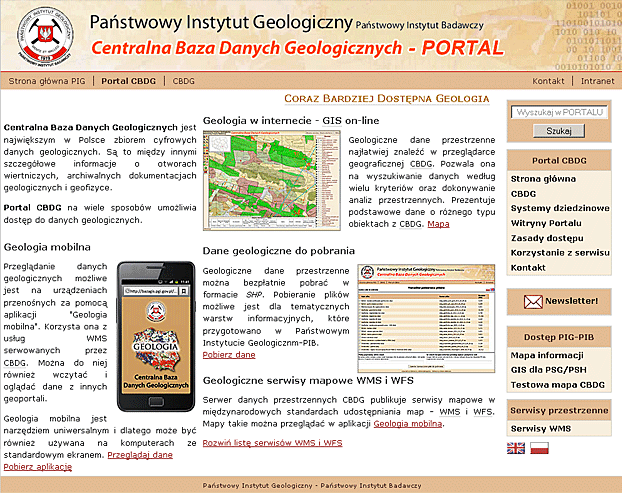 Państwowy Instytut Geologiczny Państwowy Instytut Badawczy
Centralna Baza Danych Geologicznych - PORTAL
Strona główna PIG | Portal CBDG | CBDG
Kontakt | Intranet
Coraz Bardziej Dostępna Geologia
Centralna Baza Danych Geologicznych jest
największym w Polsce zbiorem cyfrowych
danych geologicznych. Są to między innymi
szczegółowe informacje o otworach
wiertniczych, archiwalnych dokumentacjach
geologicznych i geofizyce.
Portal CBDG na wiele sposobów umożliwia
dostęp do danych geologicznych.
Geologia mobilna
Przeglądanie danych
geologicznych możliwe
jest na urządzeniach
przenośnych za pomocą
aplikacji "Geologia
mobilna". Korzysta ona z
usług WMS
serwowanych przez
CBDG. Można do niej
również wczytać i
oglądać dane z innych
geoportali.
GEOLOGIA
Centralna Baza
Danych Geologicznych
Geologia mobilna jest
narzędziem uniwersalnym i dlatego może być
również używana na komputerach ze
standardowym ekranem. Przeglądaj dane
Pobierz aplikację
Geologia w internecie - GIS on-line
Geologiczne dane przestrzenne
najłatwiej znaleźć w przeglądarce
geograficznej CBDG. Pozwala ona
na wyszukiwanie danych według
wielu kryteriów oraz dokonywanie
analiz przestrzennych. Prezentuje
podstawowe dane o różnego typu
obiektach z CBDG. Mapa
Dane geologiczne do pobrania
Geologiczne dane przestrzenne
można bezpłatnie pobrać w
formacie SHP. Pobieranie plików
możliwe jest dla tematycznych
warstw informacyjnych, które
przygotowano w Państwowym
Instytucie Geologicznm-PIB.
Pobierz dane
Państwowy Instytut Geologiczny
Geologiczne serwisy mapowe WMS i WFS
Serwer danych przestrzennych CBDG publikuje serwisy mapowe w
międzynarodowych standardach udostępniania map - WMS i WFS.
Mapy takie można przeglądać w aplikacji Geologia mobilna.
Rozwiń listę serwisów WMS i WFS
Wyszukaj w PORTALU
Szukaj
Portal CBDG
Strona główna
CBDG
Systemy dziedzinowe
Witryny Portalu
Zasady dostępu
Korzystanie z serwisu
Kontakt
Newsletter!
Dostęp PIG-PIB
Mapa informacji
GIS dla PSG/PSH
Testowa mapa CBDG
Serwisy przestrzenne
Serwisy WMS
Państwowy Instytut Geologiczny - Państwowy Instytut Badawczy